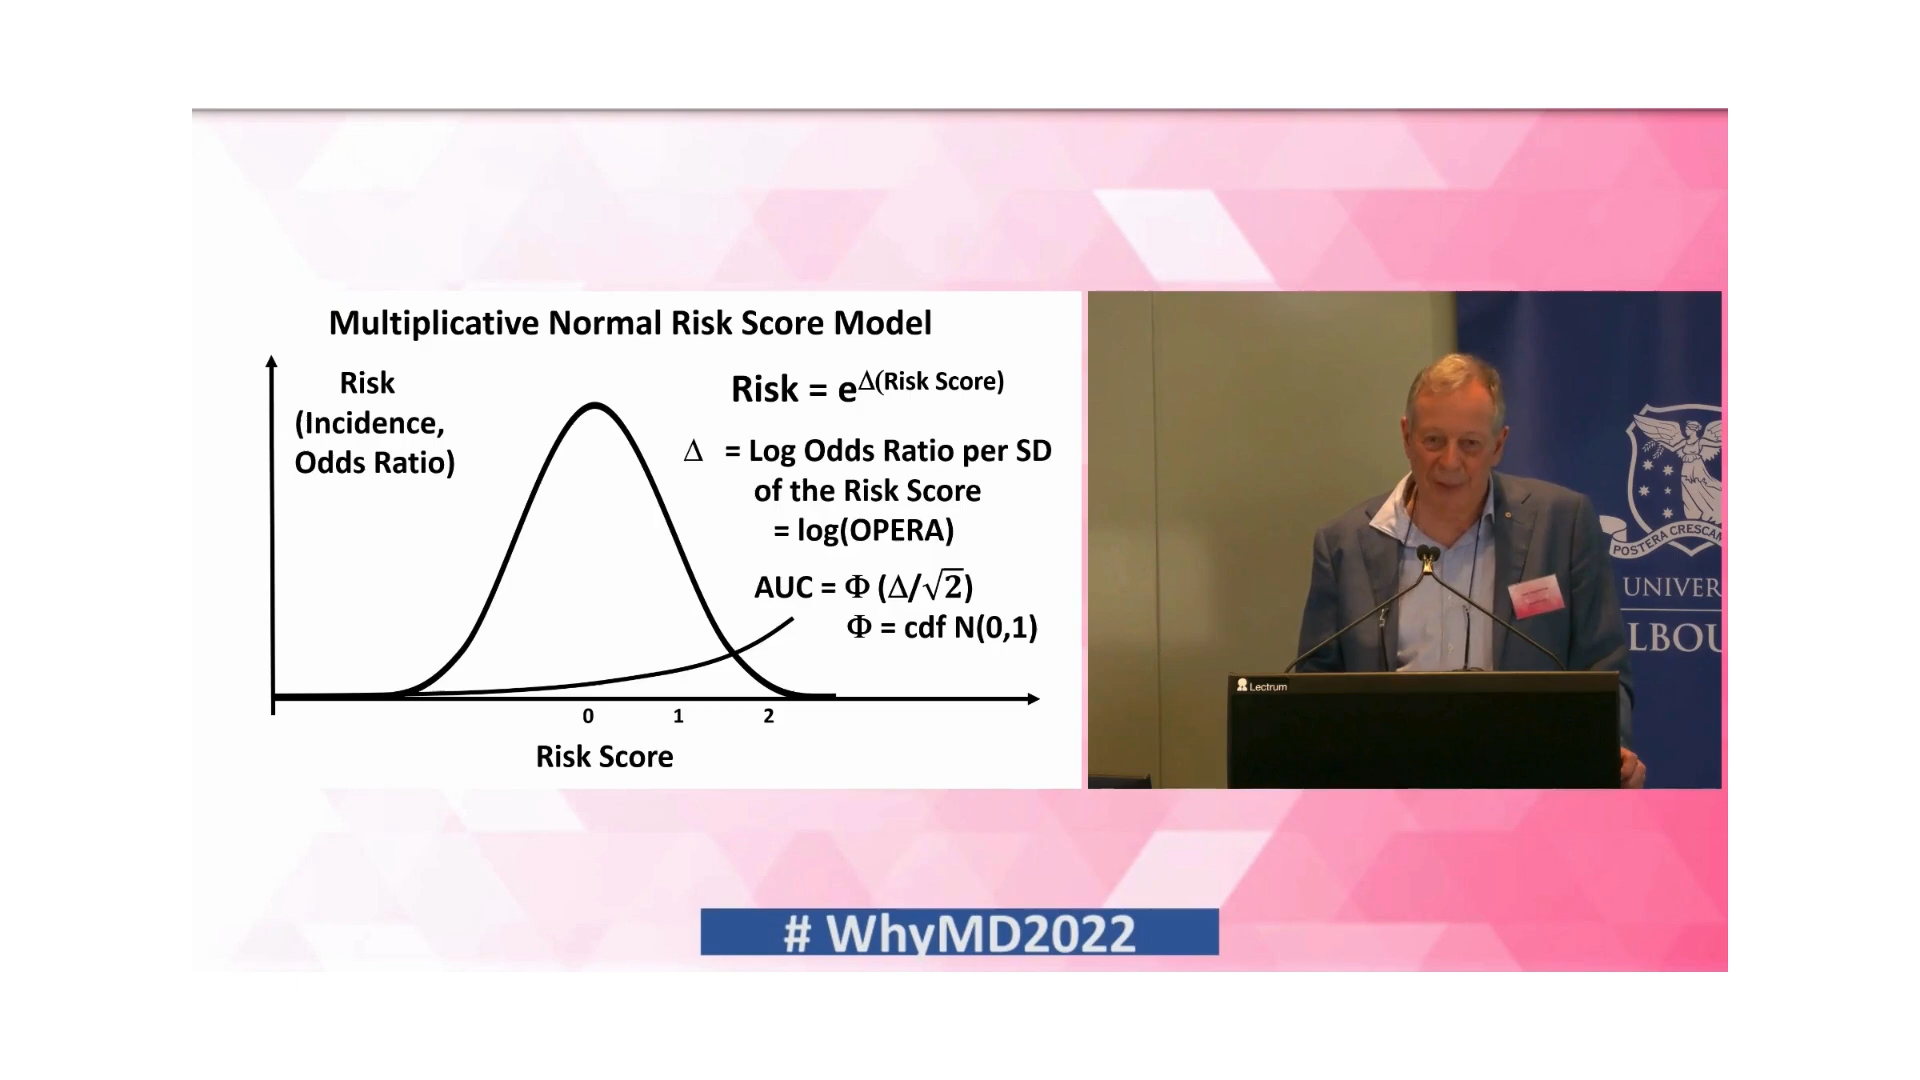 Multiplicative Normal Risk Score Model
Risk
(Incidence,
Odds Ratio)
Risk = e^Δ(Risk Score)
Δ = Log Odds Ratio per SD
of the Risk Score
= log(OPERA)
AUC = Φ (Δ/√2)
Φ = cdf N(0,1)
0 1 2
Risk Score
POSTERA CRESCAM
UNIVER
LBOU
Lectrum
# WhyMD2022